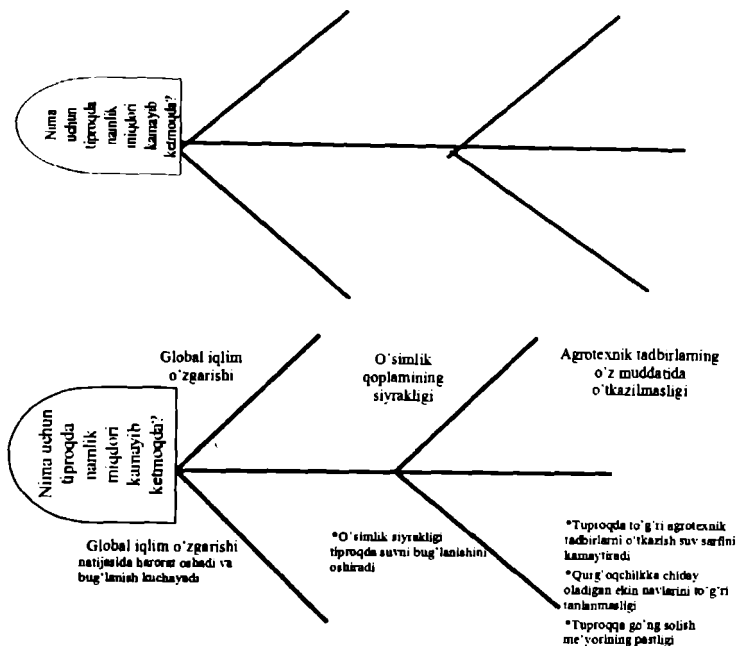 Nima
uchun
tiproqda
namlik
miqdori
kamayib
ketmoqda?
Global iqlim
o‘zgarishi
O‘simlik
qoplamining
siyrakligi
Agrotexnik tadbirlarning
o‘z muddatida
o‘tkazilmasligi
Nima uchun
tiproqda
namlik
miqdori
kamayib
ketmoqda?
Global iqlim o‘zgarishi
natijasida harorat oshadi va
bug‘lanish kuchayadi
*O‘simlik siyrakligi
tiproqda suvni bug‘lanishini
oshiradi
*Tuproqda to‘g‘ri agrotexnik
tadbirlarni o‘tkazish suv sarfini
kamaytiradi
*Qurg‘oqchilikka chiday
oladigan ekin navlarini to‘g‘ri
tanlanmasligi
*Tuproqqa go‘ng solish
me’yorining pastligi